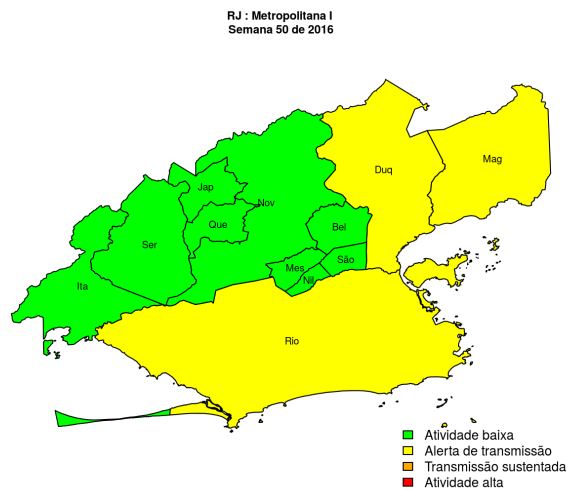 RJ : Metropolitana I
Semana 50 de 2016
Duq
Mag
Jap
Nov
Que
Bel
Ser
São
Mes
Nil
Ita
Rio
Atividade baixa
Alerta de transmissão
Transmissão sustentada
Atividade alta